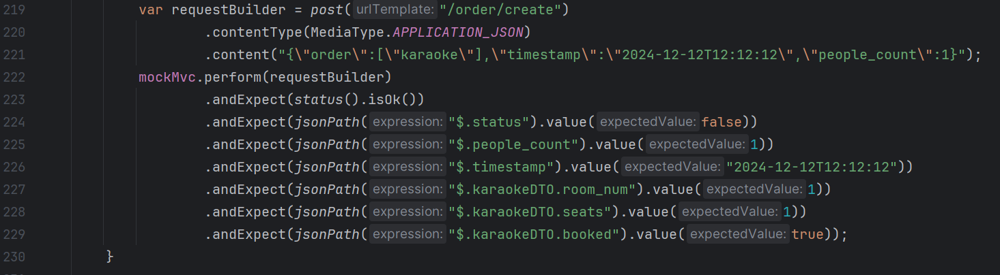 219 var requestBuilder = post( urlTemplate: "/order/create")
220 .contentType(MediaType.APPLICATION_JSON)
221 .content("{\"order\":[\"karaoke\"],\"timestamp\":\"2024-12-12T12:12:12\",\"people_count\":1}");
222 mockMvc.perform(requestBuilder)
223 .andExpect(status().isOk())
224 .andExpect(jsonPath( expression: "$.status").value( expectedValue: false))
225 .andExpect(jsonPath( expression: "$.people_count").value( expectedValue: 1))
226 .andExpect(jsonPath( expression: "$.timestamp").value( expectedValue: "2024-12-12T12:12:12"))
227 .andExpect(jsonPath( expression: "$.karaokeDTO.room_num").value( expectedValue: 1))
228 .andExpect(jsonPath( expression: "$.karaokeDTO.seats").value( expectedValue: 1))
229 .andExpect(jsonPath( expression: "$.karaokeDTO.booked").value( expectedValue: true));
230 }